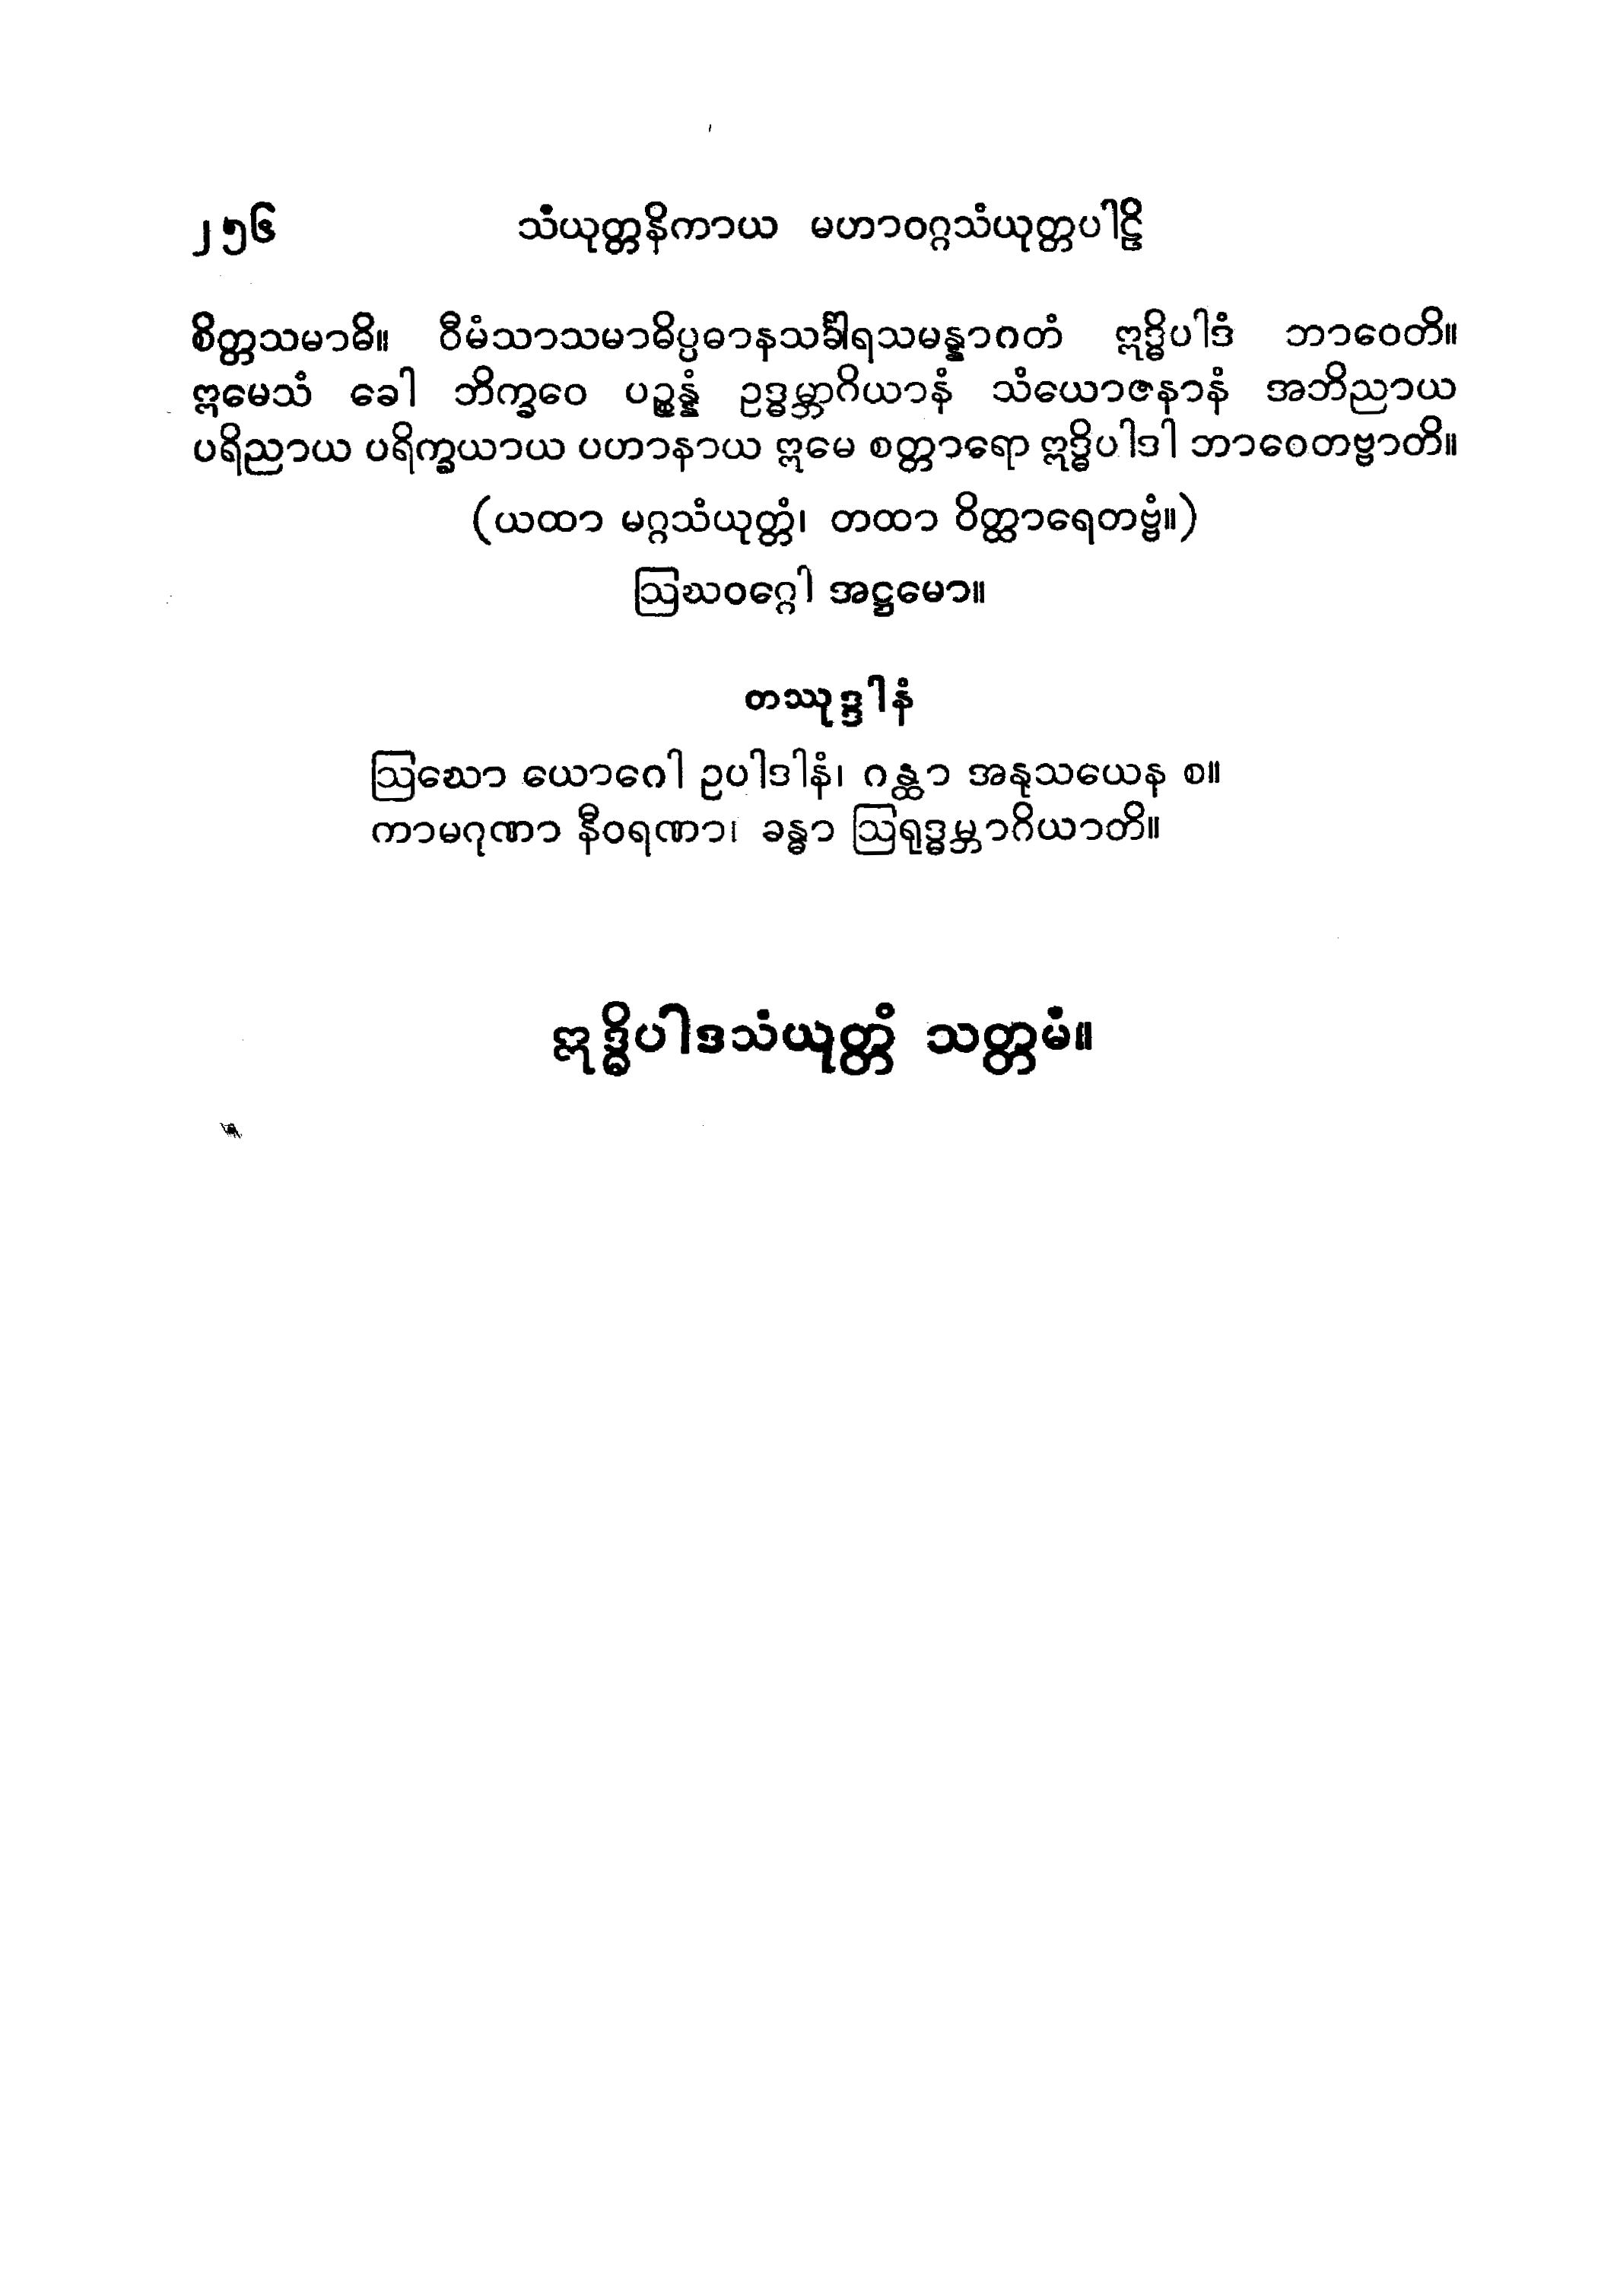 ၂၅၆ သံယုတ္တနိကာယ မဟာဝဂ္ဂသံယုတ္တပါဠိ
စိတ္တသမာဓိ။ ဝီမံသာသမာဓိပ္ပဓာနသင်္ခါရသမန္နာဂတံ ဣဒ္ဓိပါဒံ ဘာဝေတိ။
ဣမေသံ ခေါ ဘိက္ခဝေ ပဉ္စန္နံ ဥဒ္ဓမ္ဘာဂိယာနံ သံယောဇနာနံ အဘိညာယ
ပရိညာယ ပရိက္ခယာယ ပဟာနာယ ဣမေ စတ္တာရော ဣဒ္ဓိပါဒါ ဘာဝေတဗ္ဗာတိ။
(ယထာ မဂ္ဂသံယုတ္တံ၊ တထာ ဝိတ္ထာရေတဗ္ဗံ။)
ဩဃဝဂ္ဂေါ အဋ္ဌမော။
တဿုဒ္ဒါနံ
ဩဃော ယောဂေါ ဥပါဒါနံ၊ ဂန္ထာ အနုသယေန စ။
ကာမဂုဏာ နီဝရဏာ၊ ခန္ဓာ ဩရုဒ္ဓမ္ဘာဂိယာတိ။
ဣဒ္ဓိပါဒသံယုတ္တံ သတ္တမံ။